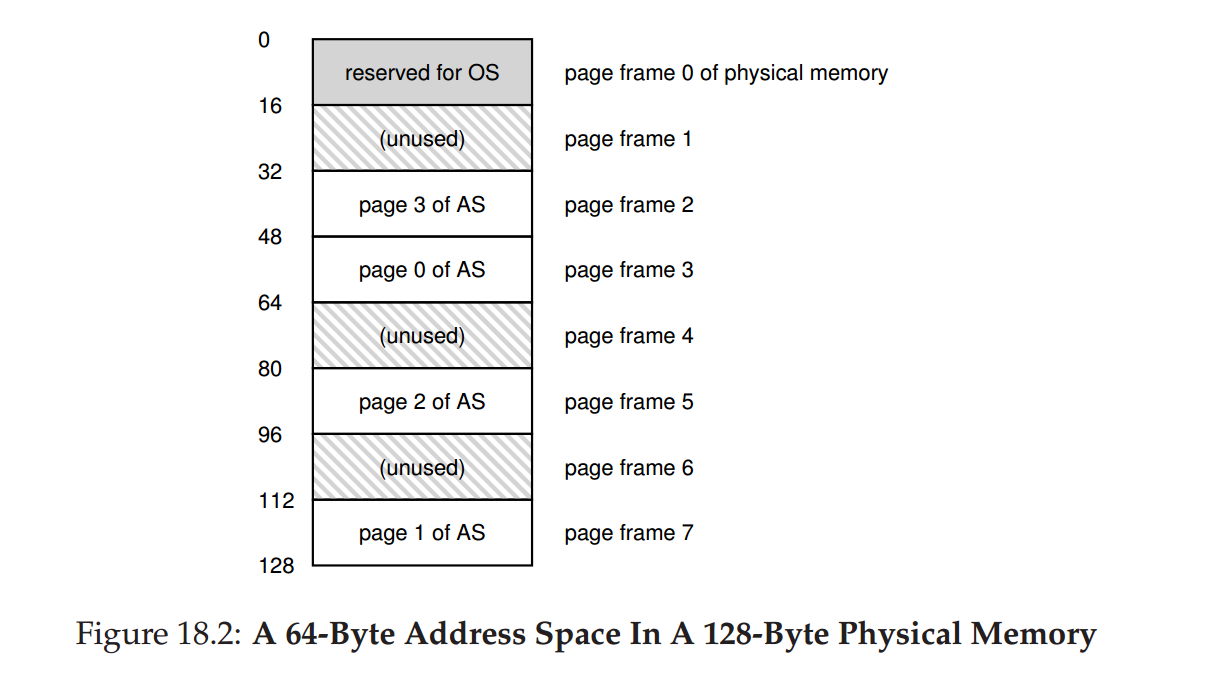 0
reserved for OS page frame 0 of physical memory
16
(unused) page frame 1
32
page 3 of AS page frame 2
48
page 0 of AS page frame 3
64
(unused) page frame 4
80
page 2 of AS page frame 5
96
(unused) page frame 6
112
page 1 of AS page frame 7
128
Figure 18.2: A 64-Byte Address Space In A 128-Byte Physical Memory